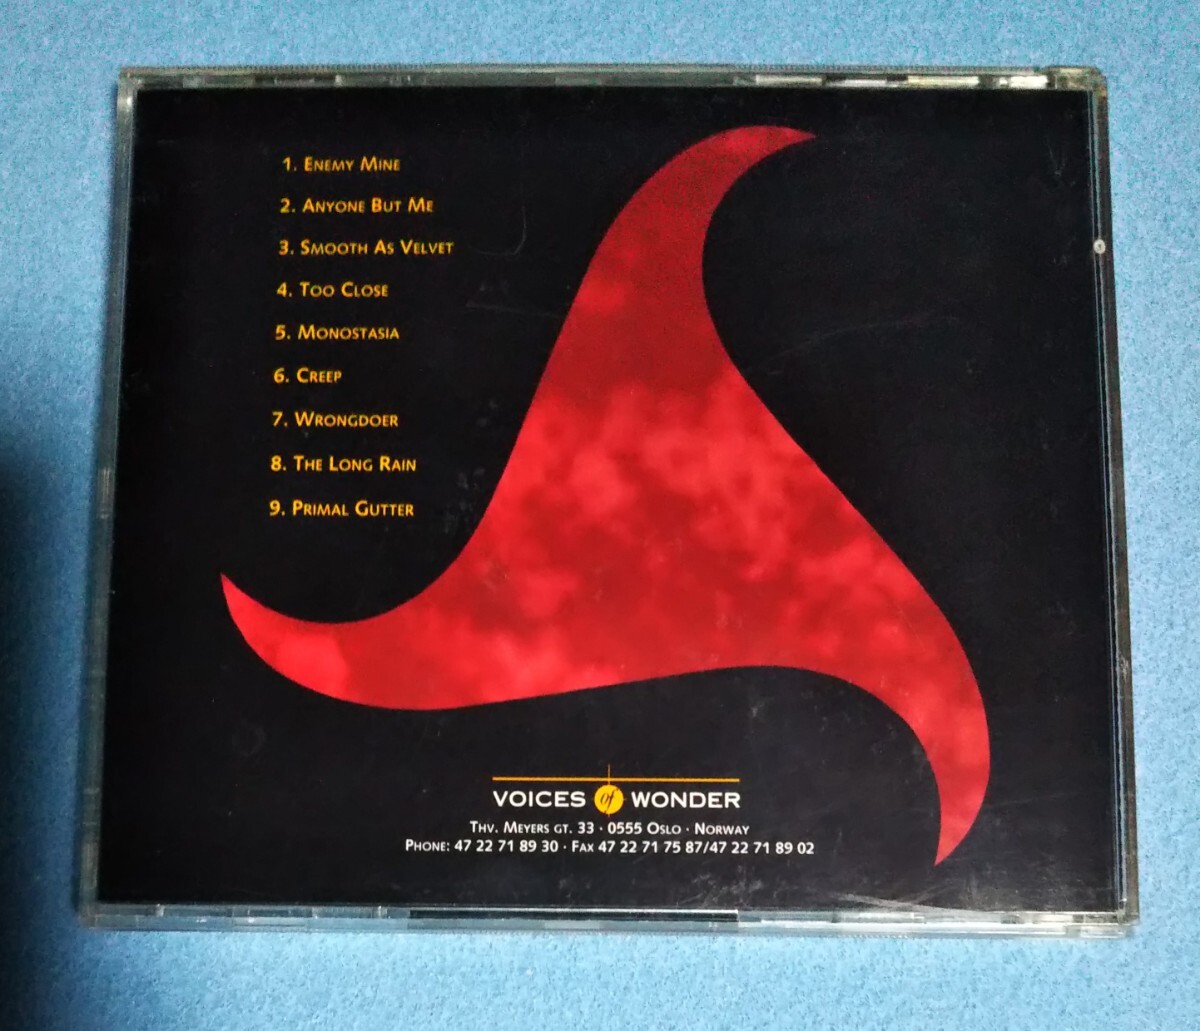 1. Enemy Mine
2. Anyone But Me
3. Smooth As Velvet
4. Too Close
5. Monostasia
6. Creep
7. Wrongdoer
8. The Long Rain
9. Primal Gutter
VOICES of WONDER
Thv. Meyers gt. 33 · 0555 Oslo · Norway
Phone: 47 22 71 89 30 · Fax 47 22 71 75 87/47 22 71 89 02